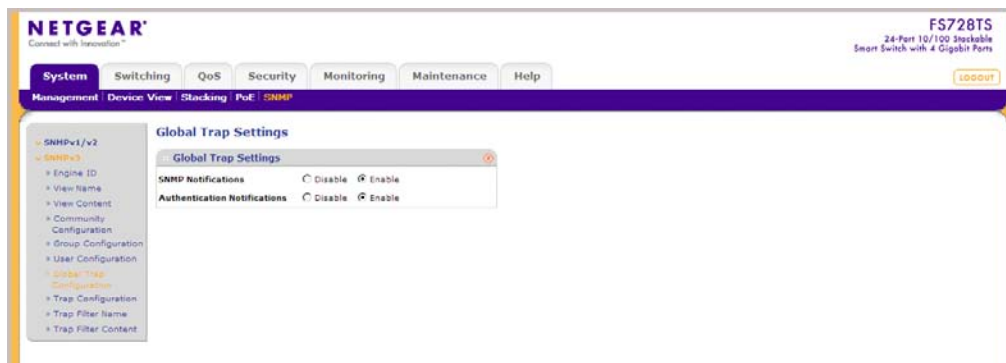 NETGEAR®
Connect with Innovation™
FS728TS
24-Port 10/100 Stackable
Smart Switch with 4 Gigabit Ports
System Switching QoS Security Monitoring Maintenance Help
LOGOUT
Management Device View Stacking PoE SNMP
SNMPv1/v2
SNMPv3
Engine ID
View Name
View Content
Community
Configuration
Group Configuration
User Configuration
Global Trap
Configuration
Trap Configuration
Trap Filter Name
Trap Filter Content
Global Trap Settings
Global Trap Settings
SNMP Notifications Disable Enable
Authentication Notifications Disable Enable